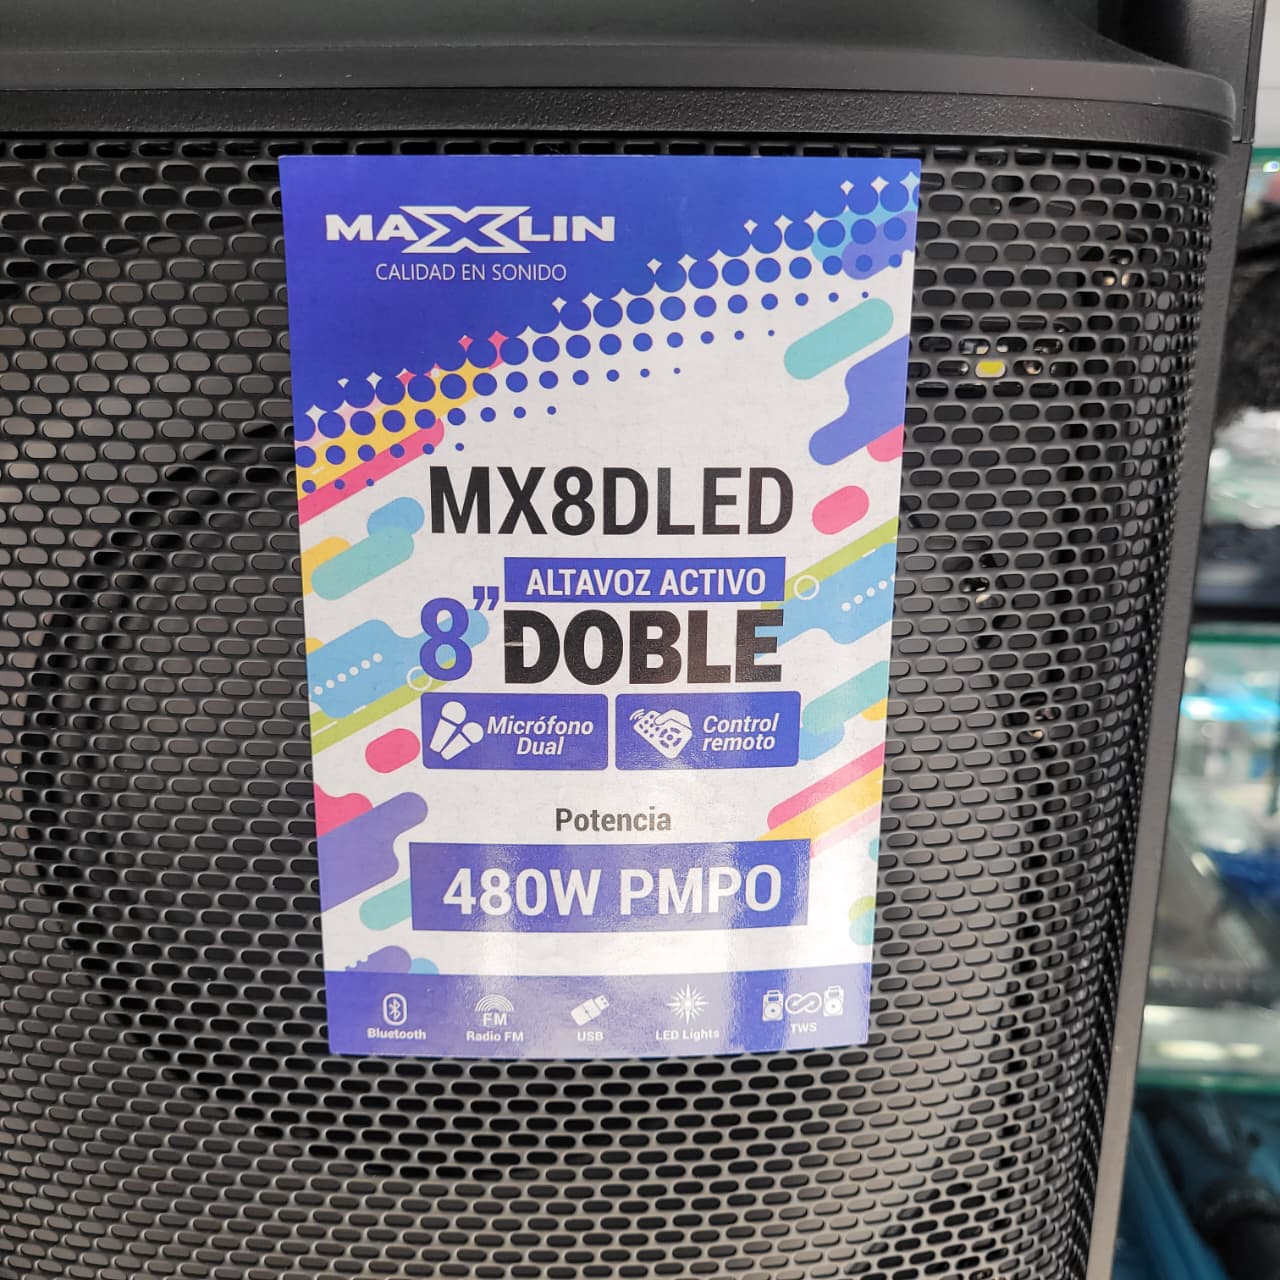 MAXLIN
CALIDAD EN SONIDO
MX8DLED
ALTAVOZ ACTIVO
8” DOBLE
Micrófono
Dual
Control
remoto
Potencia
480W PMPO
FM
Bluetooth
Radio FM
USB
LED Lights
TWS